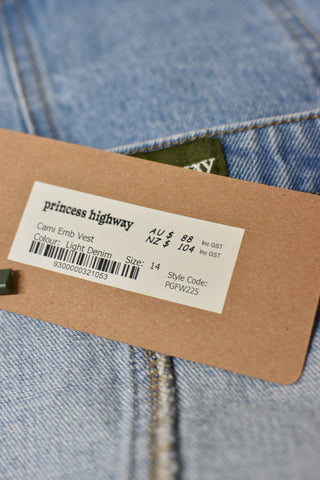 princess highway
AU $ 88 Inc GST
NZ $ 104 Inc GST
Cami Emb Vest
Colour: Light Denim Size: 14
9300000321053
Style Code:
PGFW225